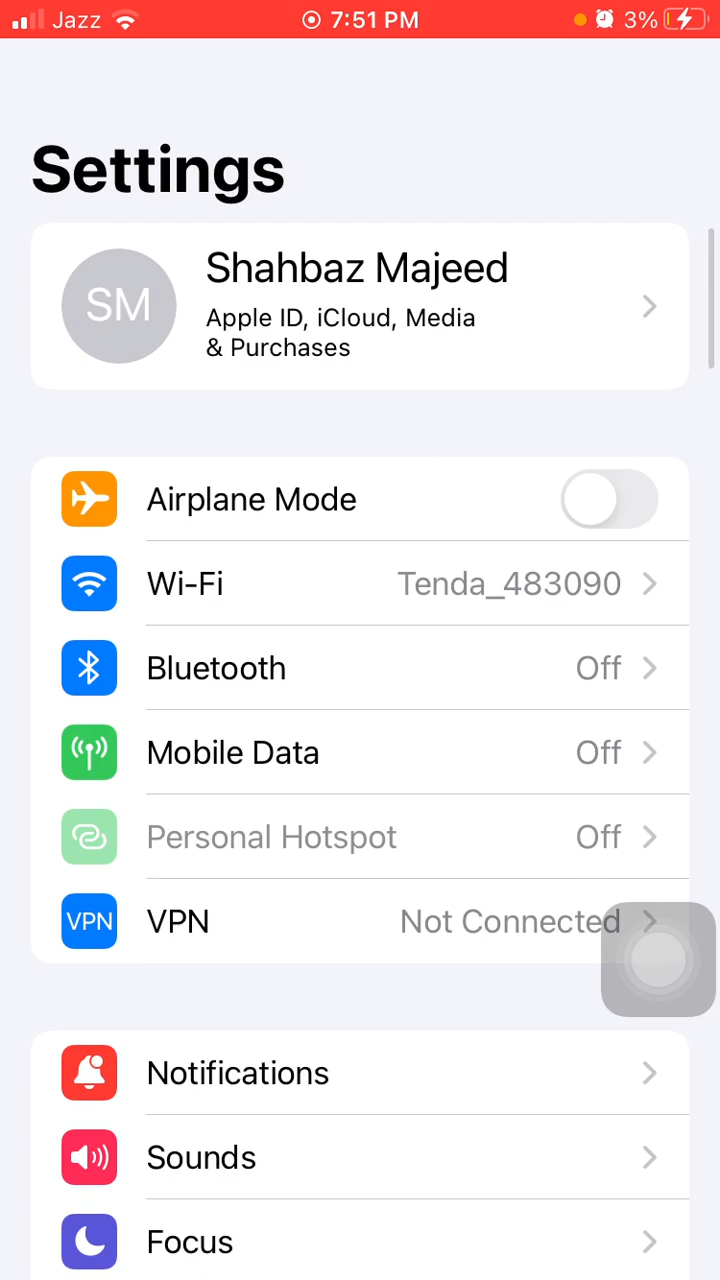 Jazz 7:51 PM 3%
Settings
SM
Shahbaz Majeed
Apple ID, iCloud, Media
& Purchases
Airplane Mode
Wi-Fi Tenda_483090
Bluetooth Off
Mobile Data Off
Personal Hotspot Off
VPN VPN Not Connected
Notifications
Sounds
Focus